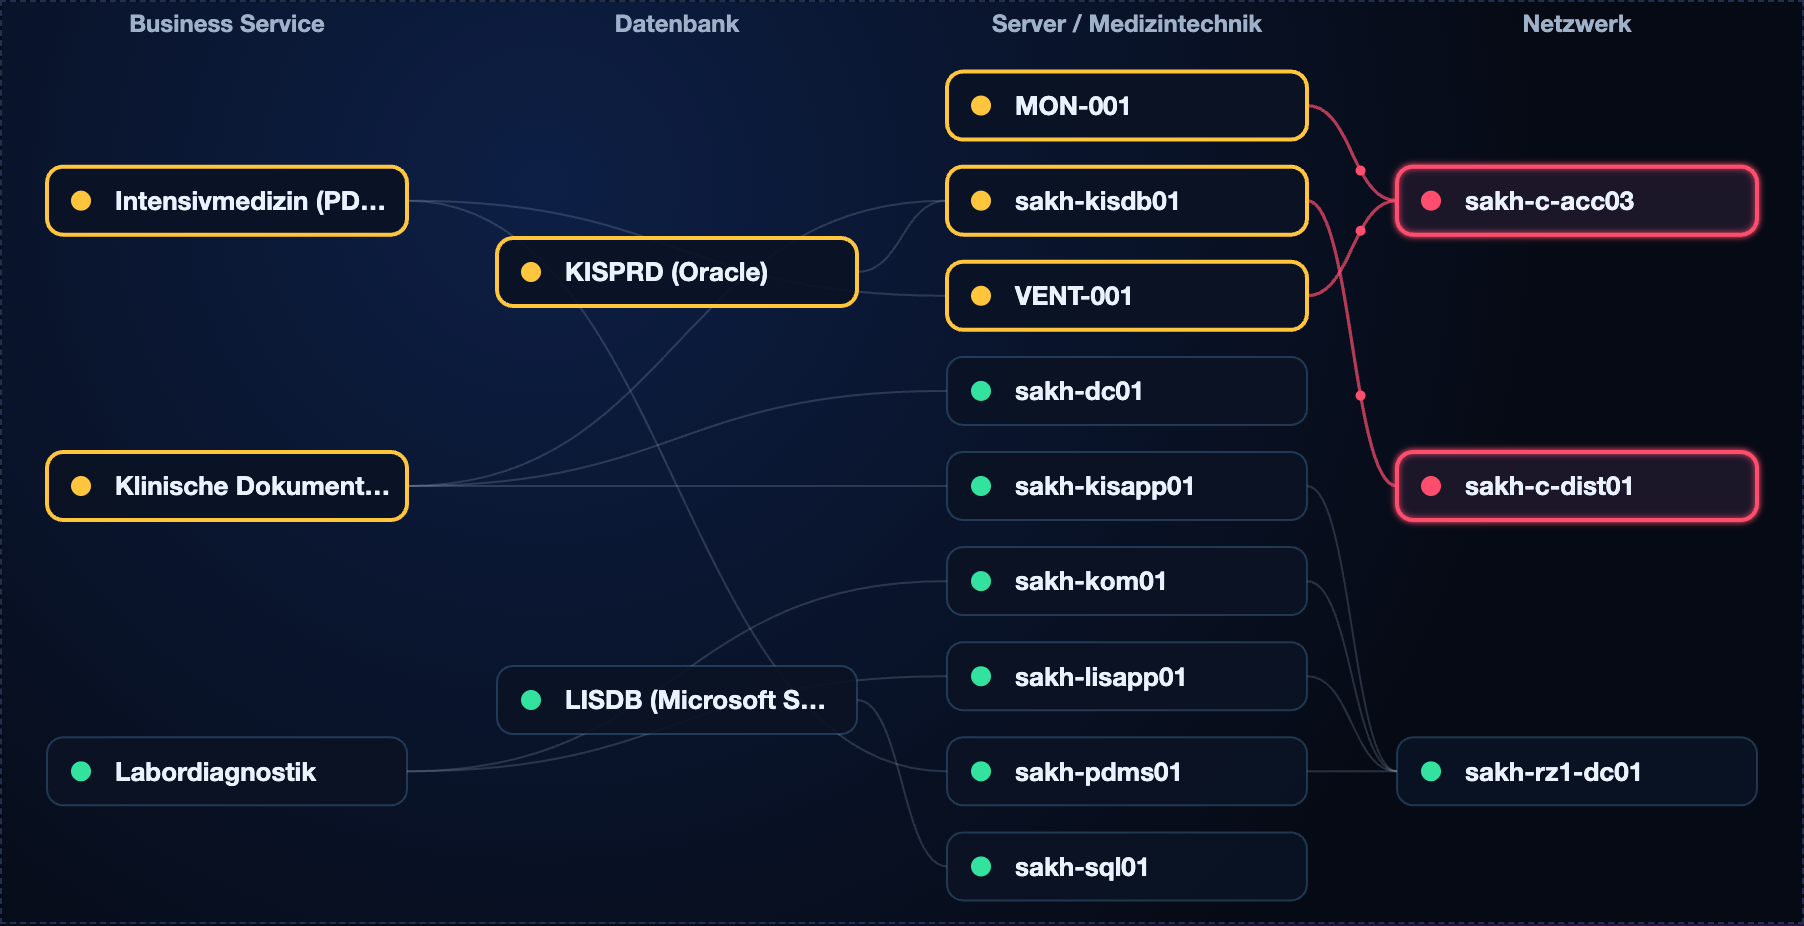 Business Service
Datenbank
Server / Medizintechnik
Netzwerk
MON-001
Intensivmedizin (PD...
sakh-kisdb01
sakh-c-acc03
KISPRD (Oracle)
VENT-001
sakh-dc01
Klinische Dokument...
sakh-kisapp01
sakh-c-dist01
sakh-kom01
sakh-lisapp01
LISDB (Microsoft S...
Labordiagnostik
sakh-pdms01
sakh-rz1-dc01
sakh-sql01